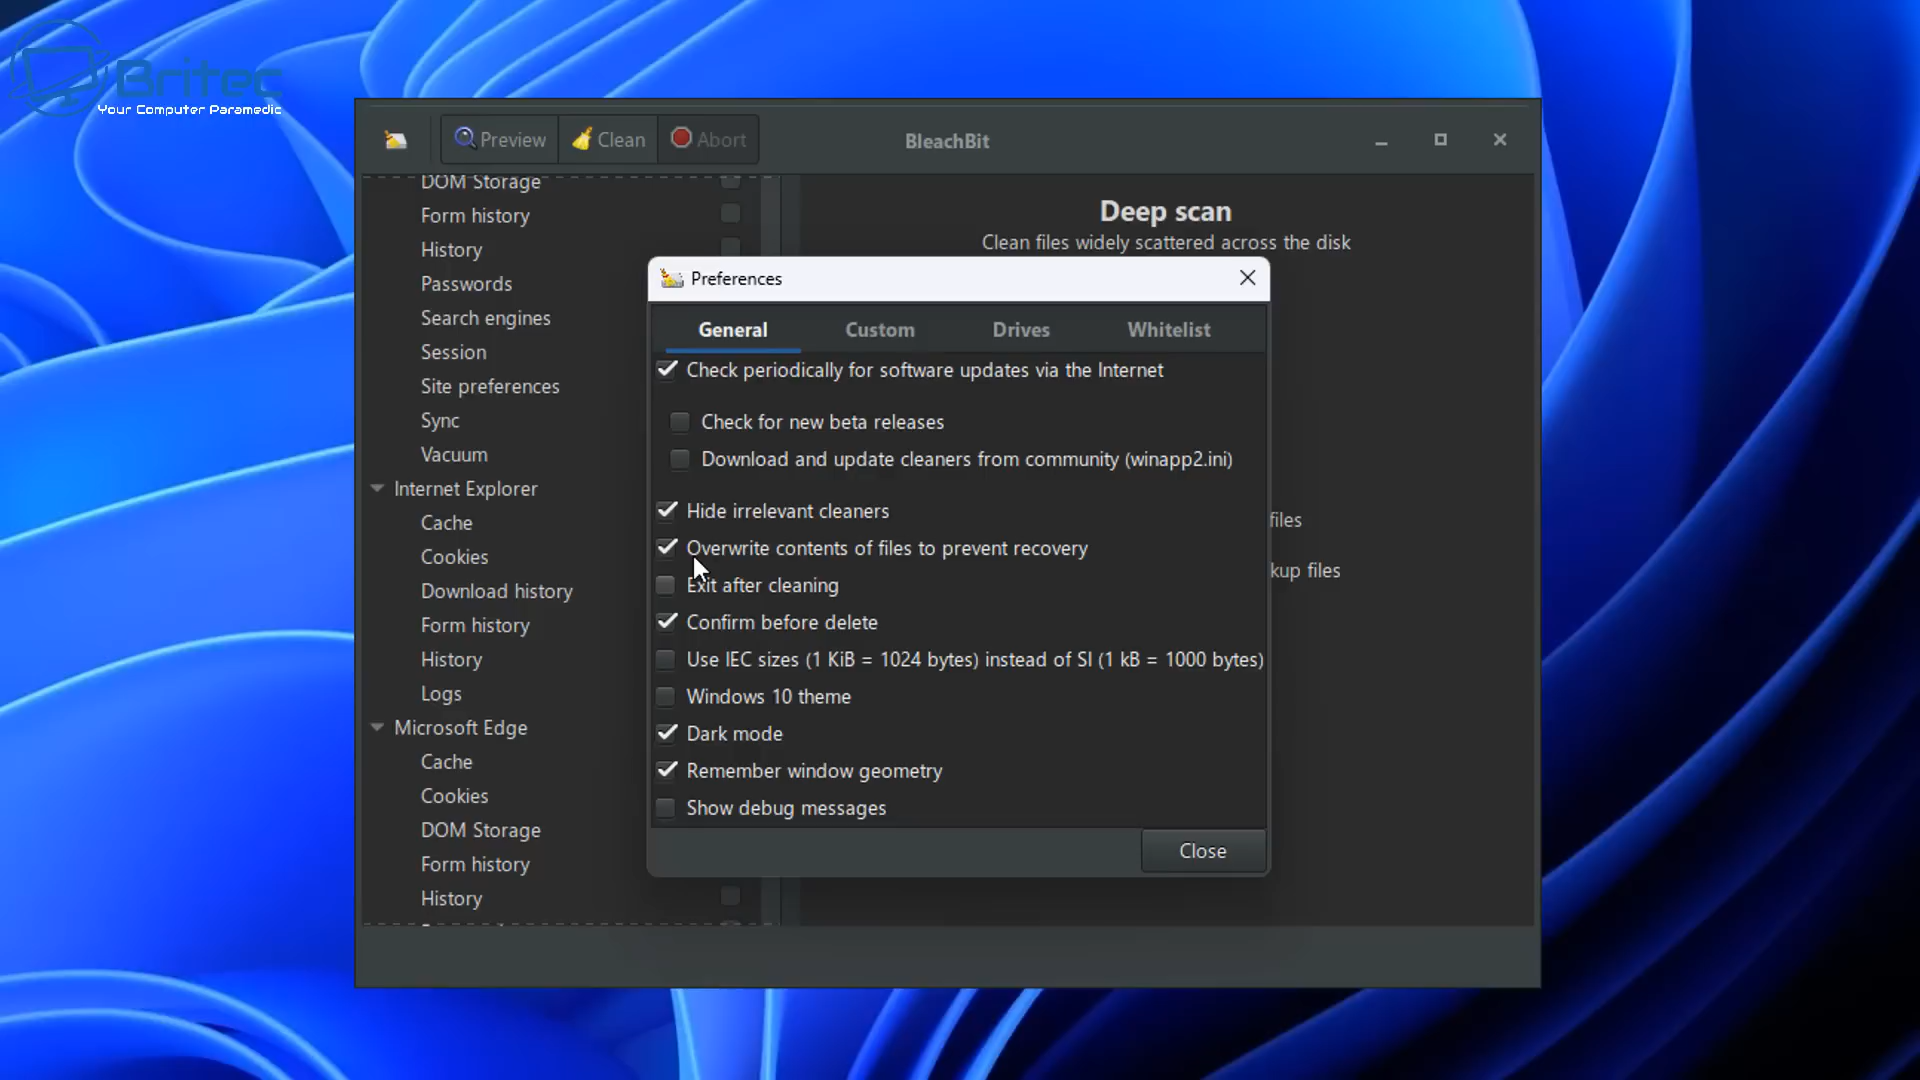 Britec
Your Computer Paramedic
Preview
Clean
Abort
BleachBit
DOM Storage
Form history
History
Passwords
Search engines
Session
Site preferences
Sync
Vacuum
Internet Explorer
Cache
Cookies
Download history
Form history
History
Logs
Microsoft Edge
Cache
Cookies
DOM Storage
Form history
History
Deep scan
Clean files widely scattered across the disk
files
kup files
Preferences
General
Custom
Drives
Whitelist
Check periodically for software updates via the Internet
Check for new beta releases
Download and update cleaners from community (winapp2.ini)
Hide irrelevant cleaners
Overwrite contents of files to prevent recovery
Exit after cleaning
Confirm before delete
Use IEC sizes (1 KiB = 1024 bytes) instead of SI (1 kB = 1000 bytes)
Windows 10 theme
Dark mode
Remember window geometry
Show debug messages
Close